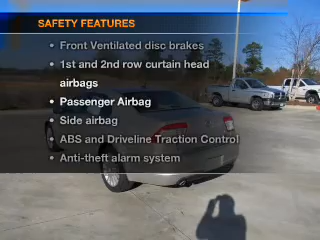 SAFETY FEATURES
• Front Ventilated disc brakes
• 1st and 2nd row curtain head
airbags
• Passenger Airbag
• Side airbag
• ABS and Driveline Traction Control
• Anti-theft alarm system